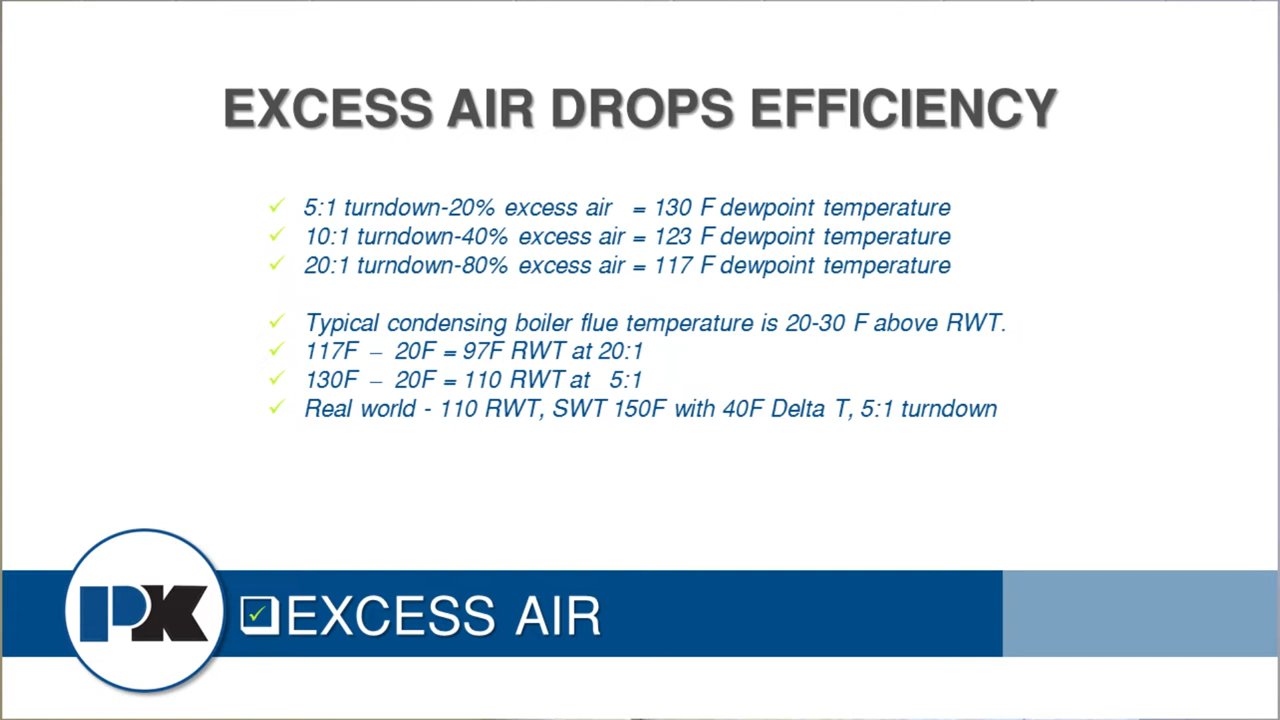 EXCESS AIR DROPS EFFICIENCY
5:1 turndown-20% excess air = 130 F dewpoint temperature
10:1 turndown-40% excess air = 123 F dewpoint temperature
20:1 turndown-80% excess air = 117 F dewpoint temperature
Typical condensing boiler flue temperature is 20-30 F above RWT.
117F – 20F = 97F RWT at 20:1
130F – 20F = 110 RWT at 5:1
Real world - 110 RWT, SWT 150F with 40F Delta T, 5:1 turndown
PK
EXCESS AIR